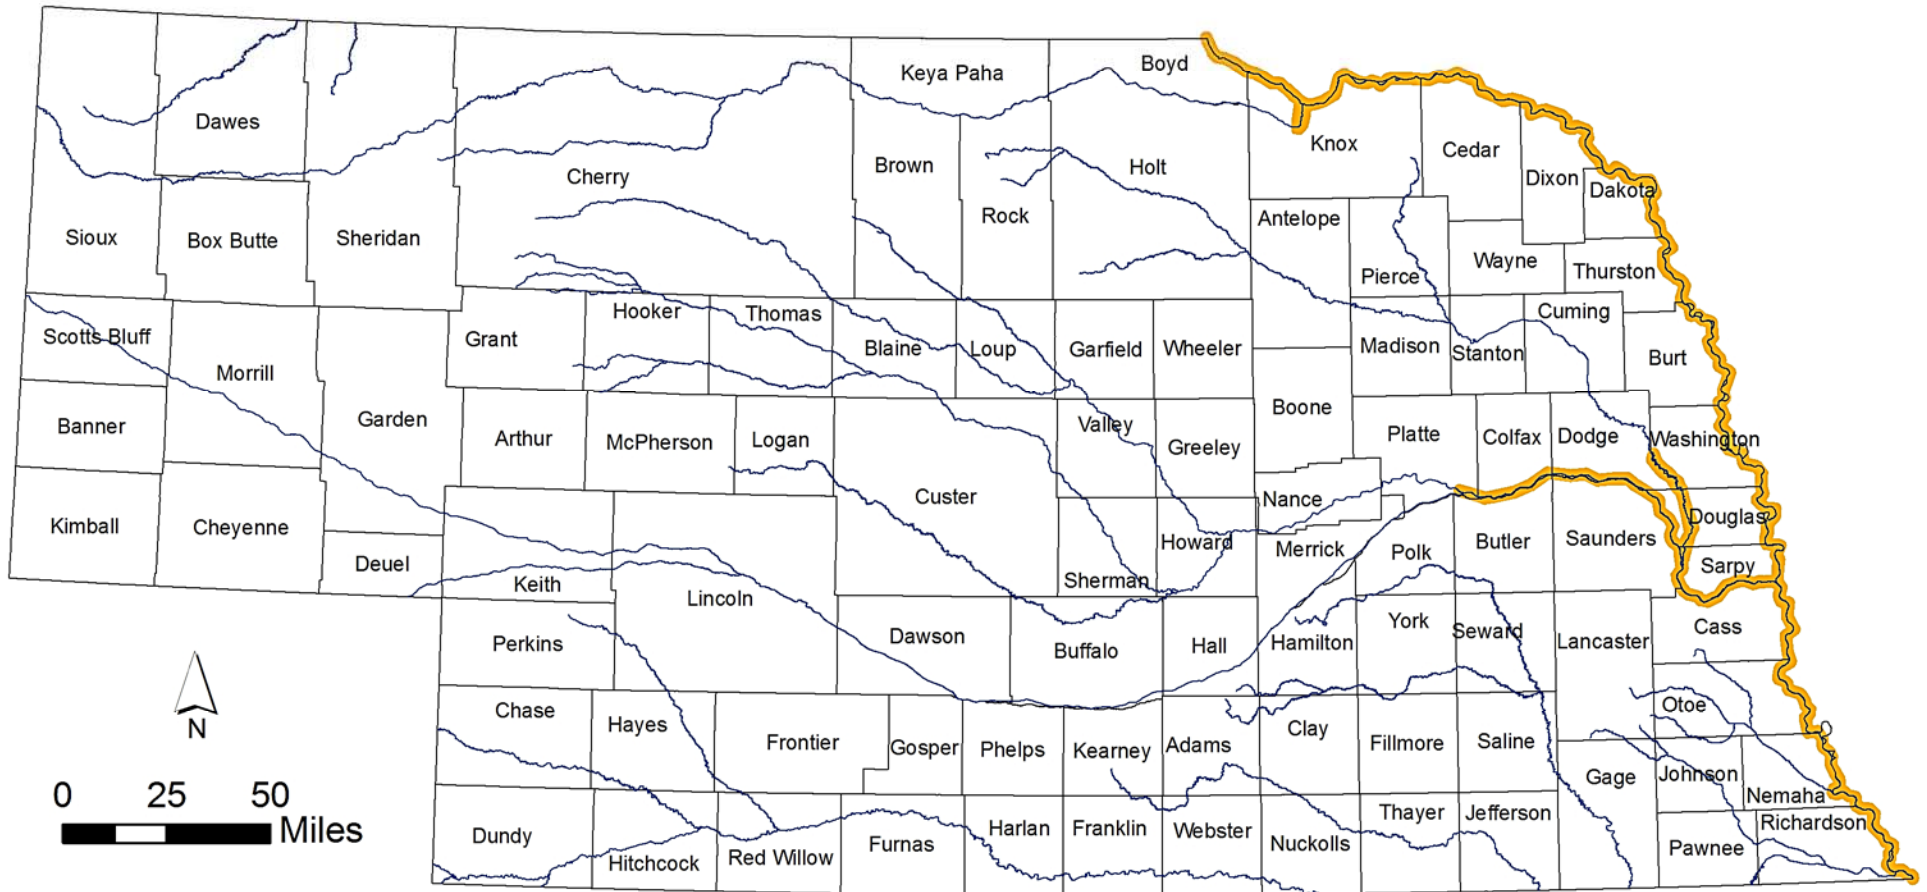 Keya Paha
Boyd
Dawes
Knox
Cedar
Brown
Holt
Cherry
Dixon
Dakota
Sioux
Box Butte
Sheridan
Rock
Antelope
Pierce
Wayne
Thurston
Scotts Bluff
Grant
Hooker
Thomas
Blaine
Loup
Garfield
Wheeler
Madison
Stanton
Cuming
Burt
Morrill
Banner
Garden
Arthur
McPherson
Logan
Valley
Greeley
Boone
Platte
Colfax
Dodge
Washington
Kimball
Cheyenne
Custer
Nance
Douglas
Deuel
Keith
Lincoln
Sherman
Howard
Merrick
Polk
Butler
Saunders
Sarpy
Perkins
Dawson
Buffalo
Hall
Hamilton
York
Seward
Lancaster
Cass
N
Chase
Hayes
Frontier
Gosper
Phelps
Kearney
Adams
Clay
Fillmore
Saline
Otoe
Gage
Johnson
Nemaha
0 25 50
Miles
Dundy
Hitchcock
Red Willow
Furnas
Harlan
Franklin
Webster
Nuckolls
Thayer
Jefferson
Pawnee
Richardson